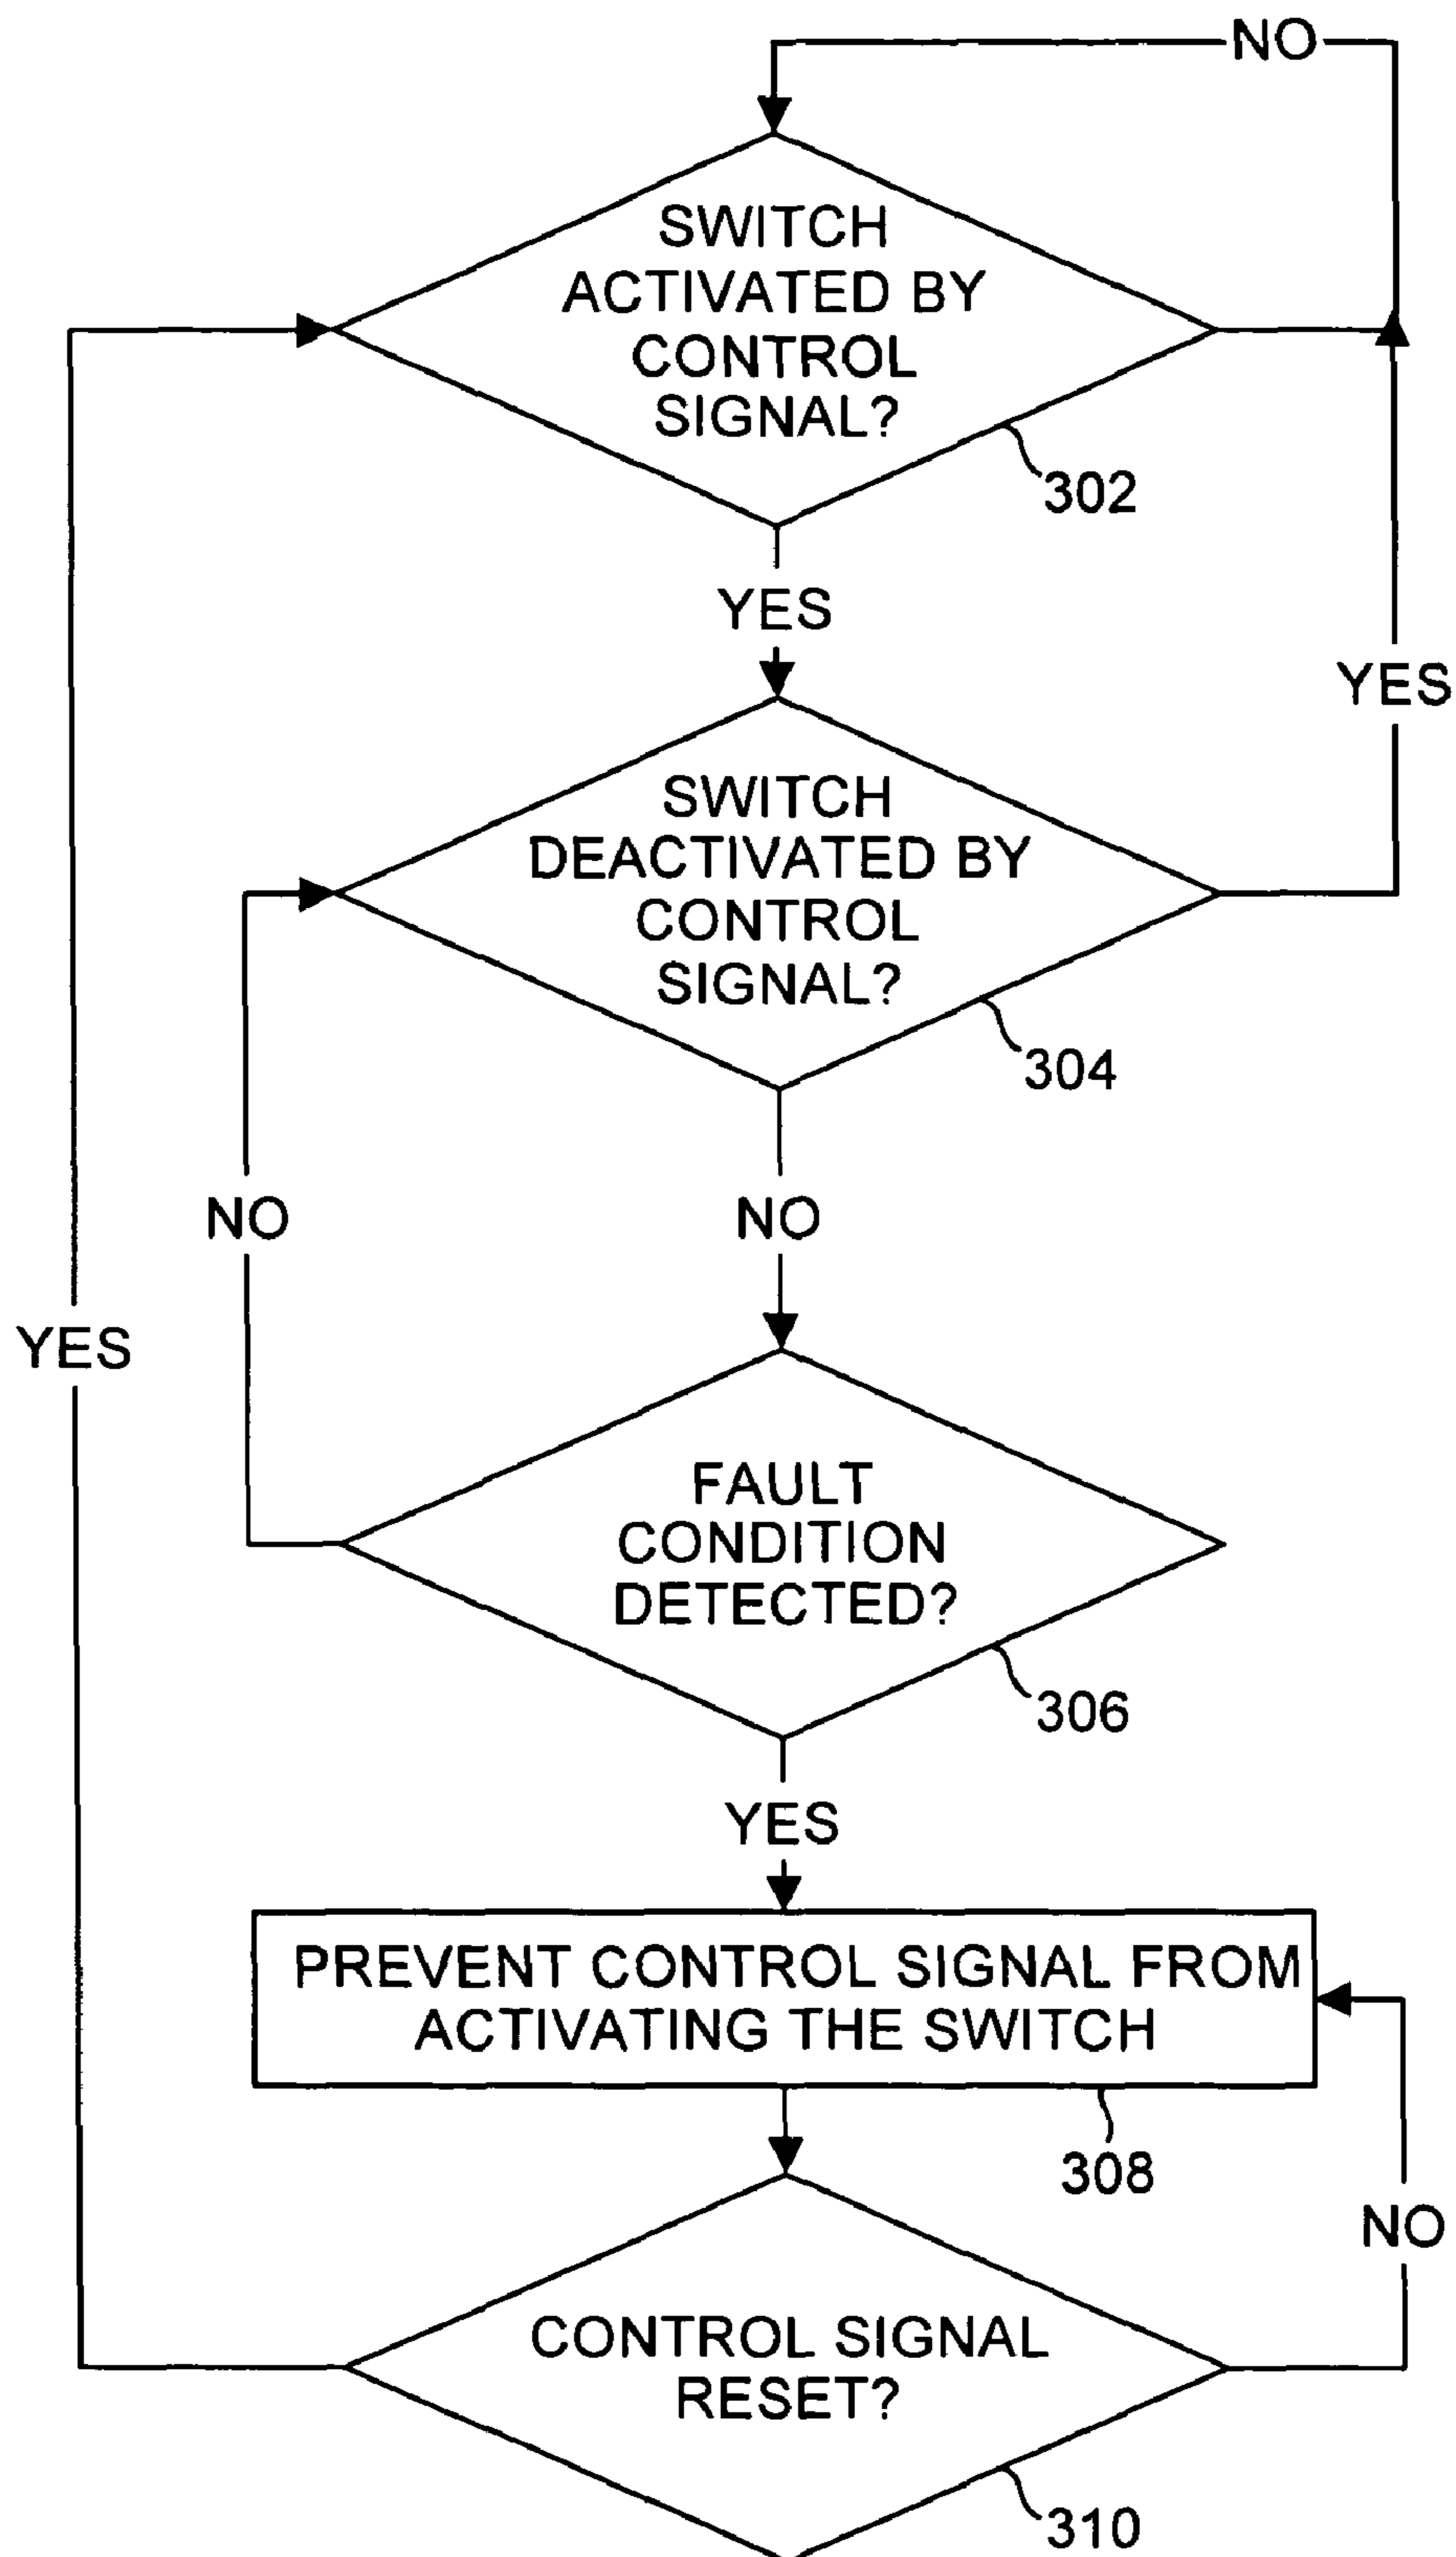 NO
SWITCH
ACTIVATED BY
CONTROL
SIGNAL?
302
YES
YES
SWITCH
DEACTIVATED BY
CONTROL
SIGNAL?
304
NO
NO
YES
FAULT
CONDITION
DETECTED?
306
YES
PREVENT CONTROL SIGNAL FROM
ACTIVATING THE SWITCH
308
NO
CONTROL SIGNAL
RESET?
310